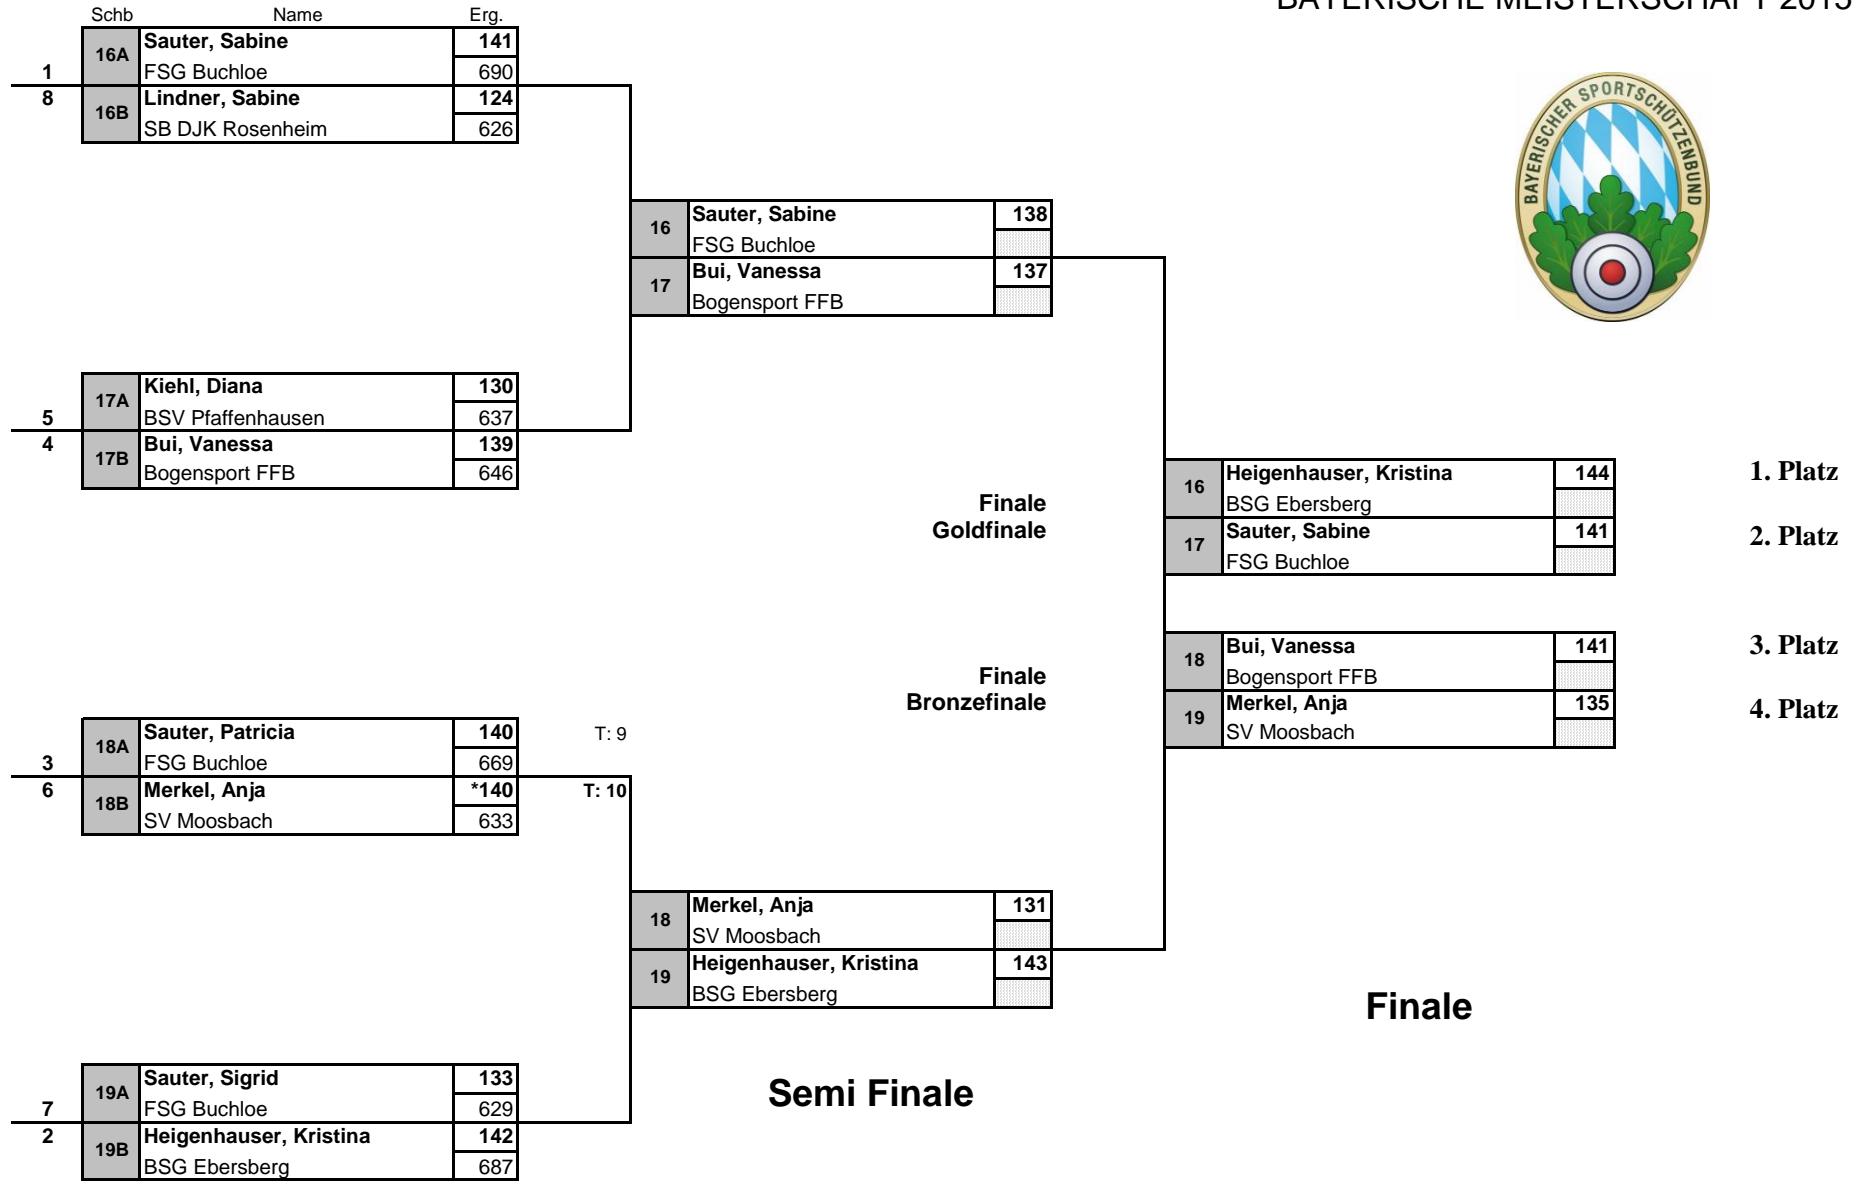 BAYERISCHE MEISTERSCHAFT 2015
Schb Name Erg.
16A Sauter, Sabine 141
1 FSG Buchloe 690
8 16B Lindner, Sabine 124
SB DJK Rosenheim 626
BAYERISCHER SPORTSCHÜTZENBUND
16 Sauter, Sabine 138
FSG Buchloe
17 Bui, Vanessa 137
Bogensport FFB
17A Kiehl, Diana 130
5 BSV Pfaffenhausen 637
4 17B Bui, Vanessa 139
Bogensport FFB 646
Finale
Goldfinale
16 Heigenhauser, Kristina 144 1. Platz
BSG Ebersberg
17 Sauter, Sabine 141 2. Platz
FSG Buchloe
Finale
Bronzefinale
18 Bui, Vanessa 141 3. Platz
Bogensport FFB
19 Merkel, Anja 135 4. Platz
SV Moosbach
18A Sauter, Patricia 140 T: 9
3 FSG Buchloe 669
6 18B Merkel, Anja *140 T: 10
SV Moosbach 633
18 Merkel, Anja 131
SV Moosbach
19 Heigenhauser, Kristina 143
BSG Ebersberg
Finale
Semi Finale
19A Sauter, Sigrid 133
7 FSG Buchloe 629
2 19B Heigenhauser, Kristina 142
BSG Ebersberg 687